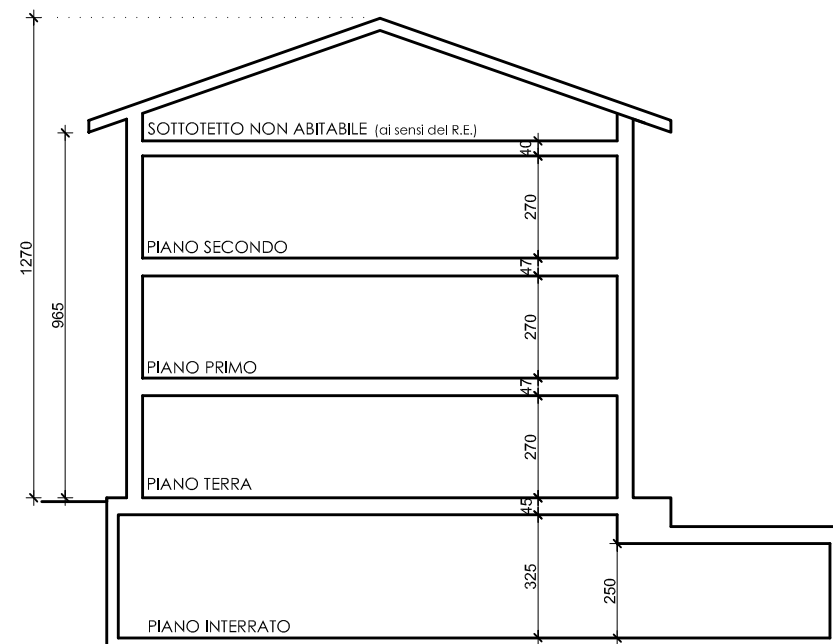 SOTTOTETTO NON ABITABILE (ai sensi del R.E.)
40
270
PIANO SECONDO
47
1270
965
270
PIANO PRIMO
47
270
PIANO TERRA
45
325
250
PIANO INTERRATO